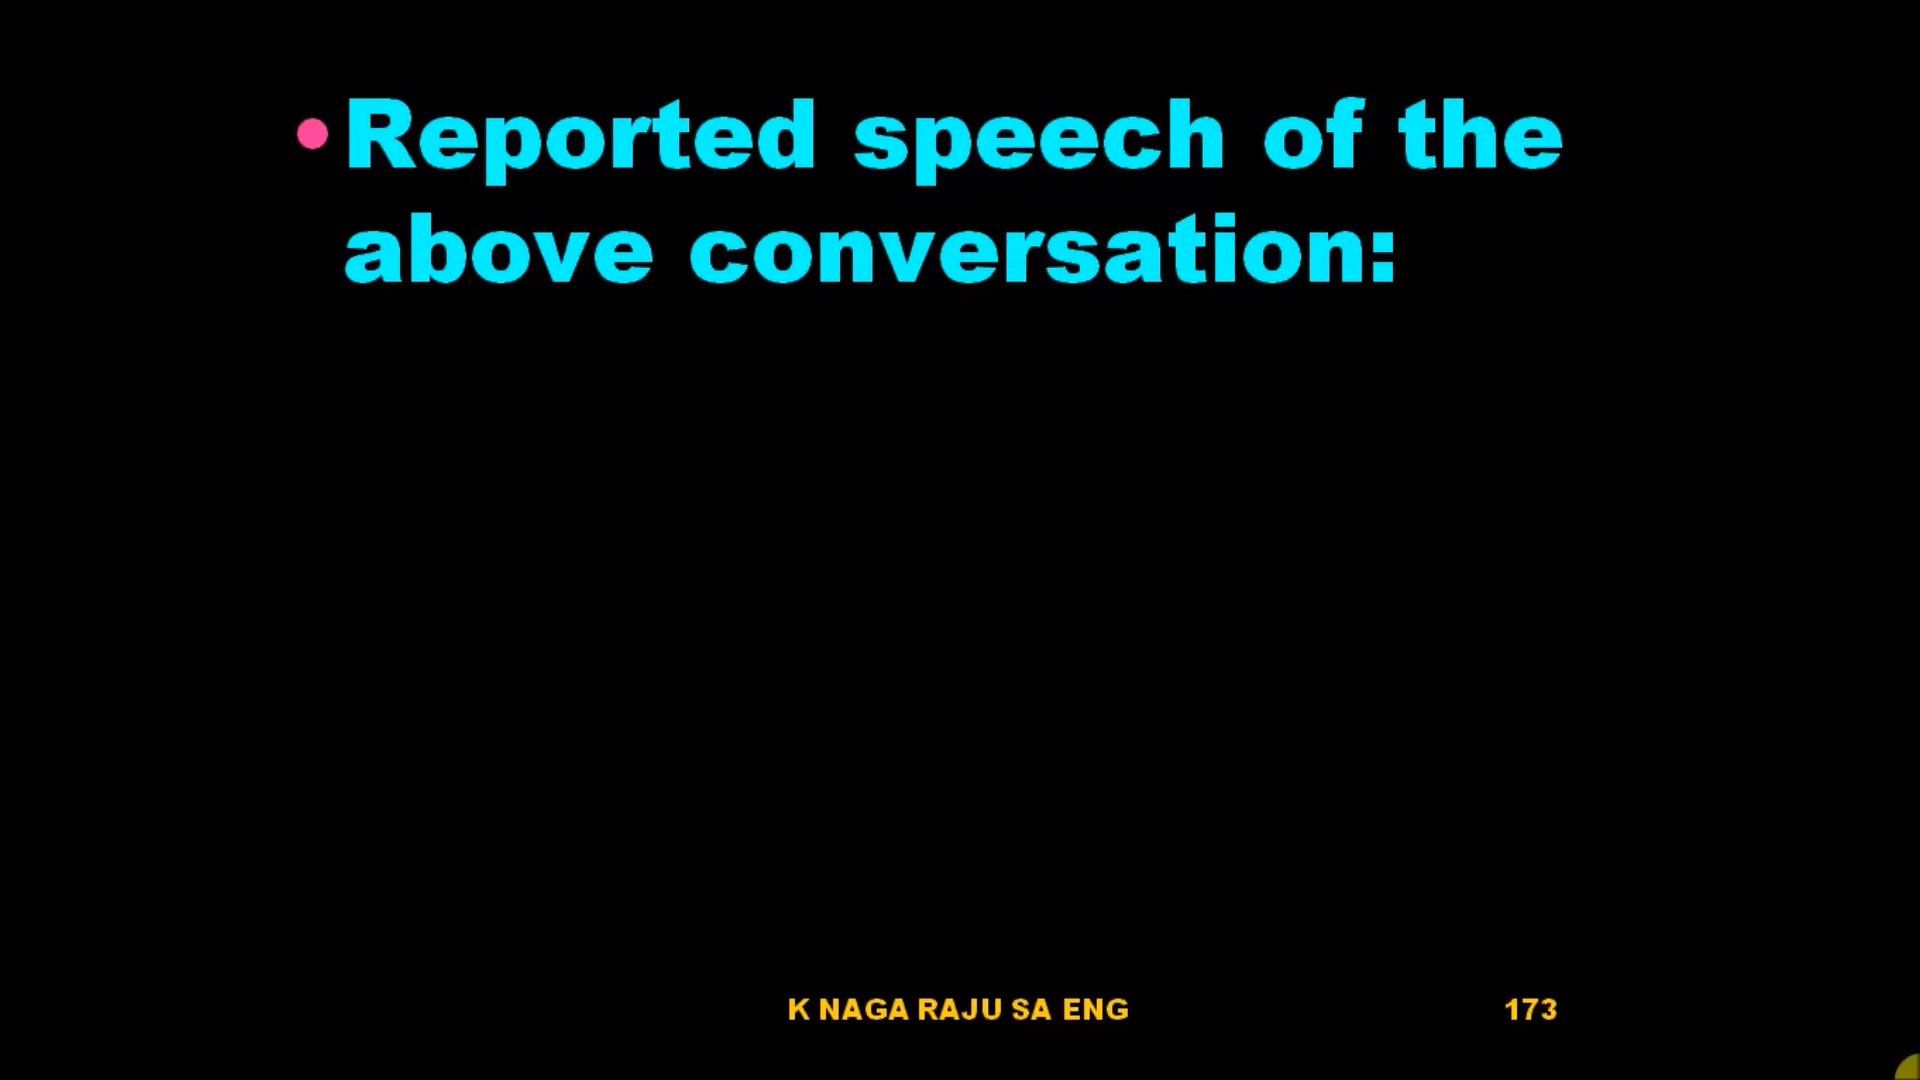 • Reported speech of the
above conversation:
K NAGA RAJU SA ENG
173